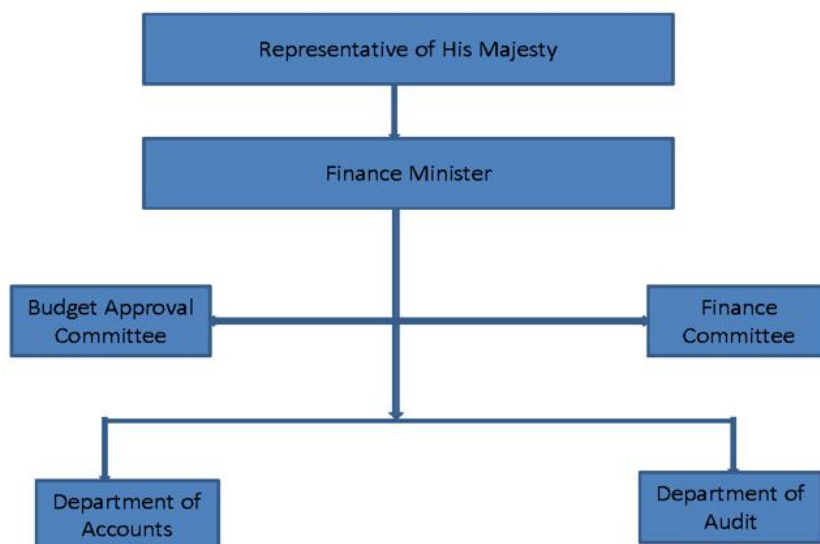 Representative of His Majesty
Finance Minister
Budget Approval
Committee
Finance
Committee
Department of
Accounts
Department of
Audit